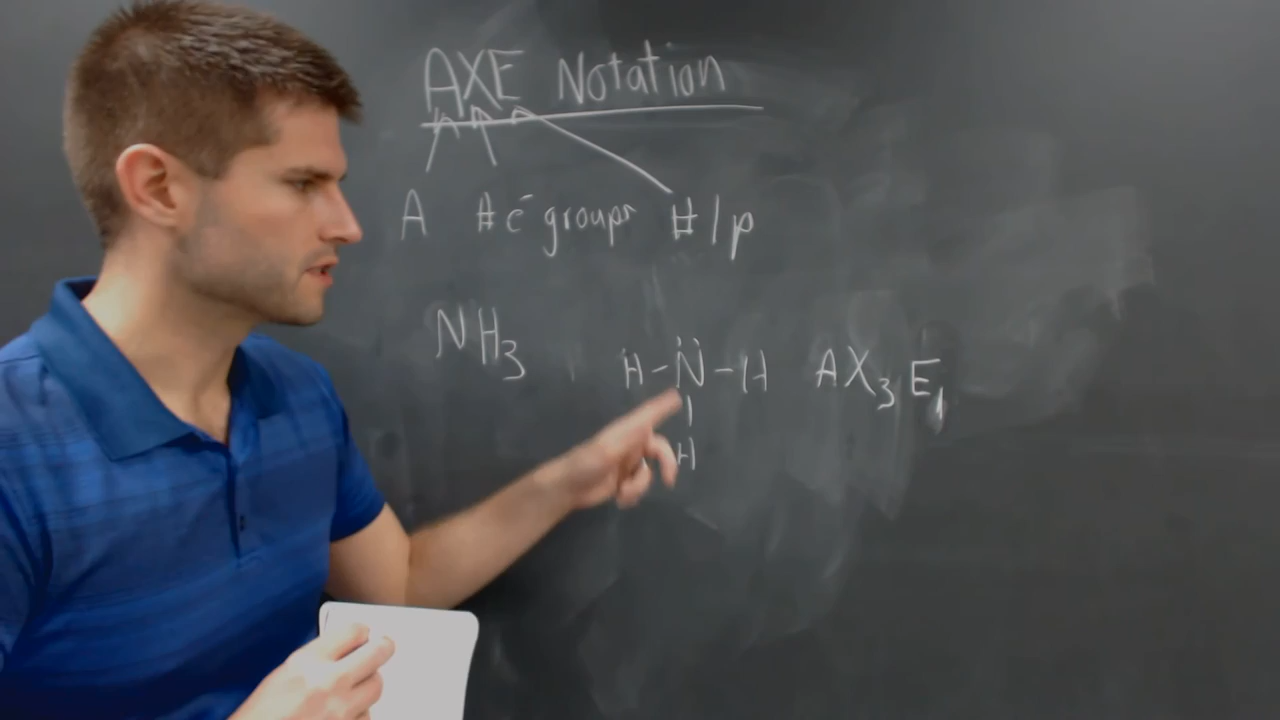 AXE Notation
A # e⁻ groups # lp
NH₃
H-N̈-H AX₃E₁
|
H